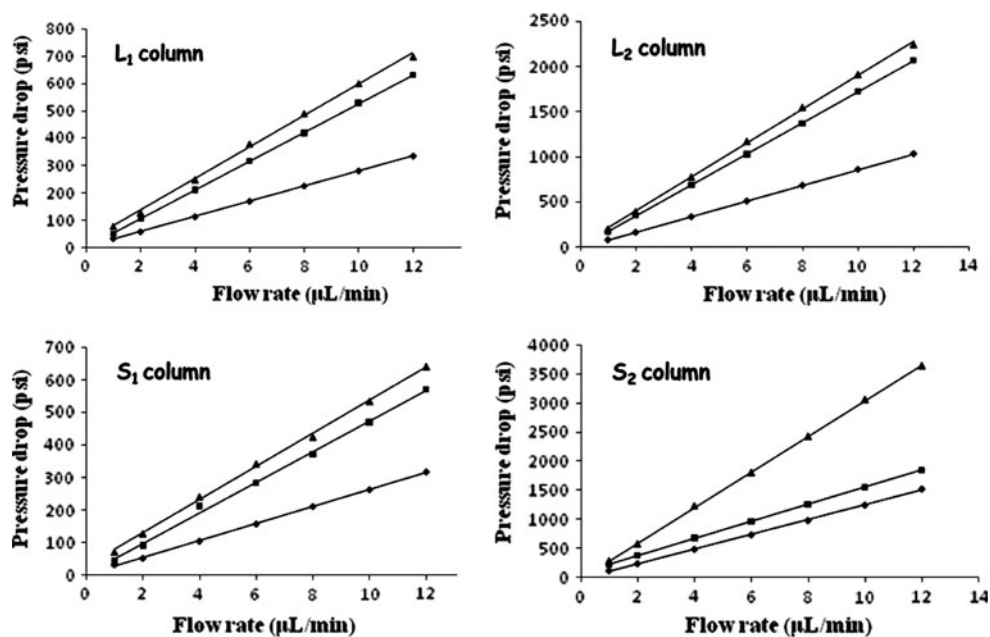 L₁ column
Pressure drop (psi)
800
700
600
500
400
300
200
100
0
0 2 4 6 8 10 12
Flow rate (µL/min)
L₂ column
Pressure drop (psi)
2500
2000
1500
1000
500
0
0 2 4 6 8 10 12 14
Flow rate (µL/min)
S₁ column
Pressure drop (psi)
700
600
500
400
300
200
100
0
0 2 4 6 8 10 12
Flow rate (µL/min)
S₂ column
Pressure drop (psi)
4000
3500
3000
2500
2000
1500
1000
500
0
0 2 4 6 8 10 12 14
Flow rate (µL/min)